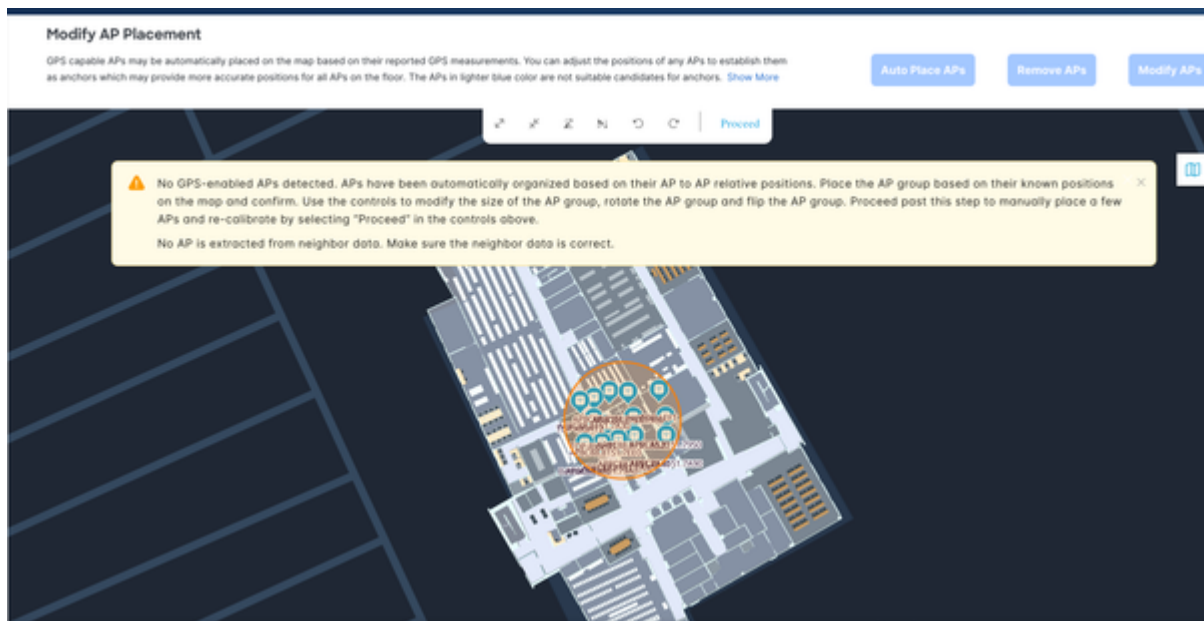 Modify AP Placement
GPS capable APs may be automatically placed on the map based on their reported GPS measurements. You can adjust the positions of any APs to establish them
as anchors which may provide more accurate positions for all APs on the floor. The APs in lighter blue color are not suitable candidates for anchors. Show More
Auto Place APs
Remove APs
Modify APs
Proceed
No GPS-enabled APs detected. APs have been automatically organized based on their AP to AP relative positions. Place the AP group based on their known positions
on the map and confirm. Use the controls to modify the size of the AP group, rotate the AP group and flip the AP group. Proceed past this step to manually place a few
APs and re-calibrate by selecting "Proceed" in the controls above.
No AP is extracted from neighbor data. Make sure the neighbor data is correct.